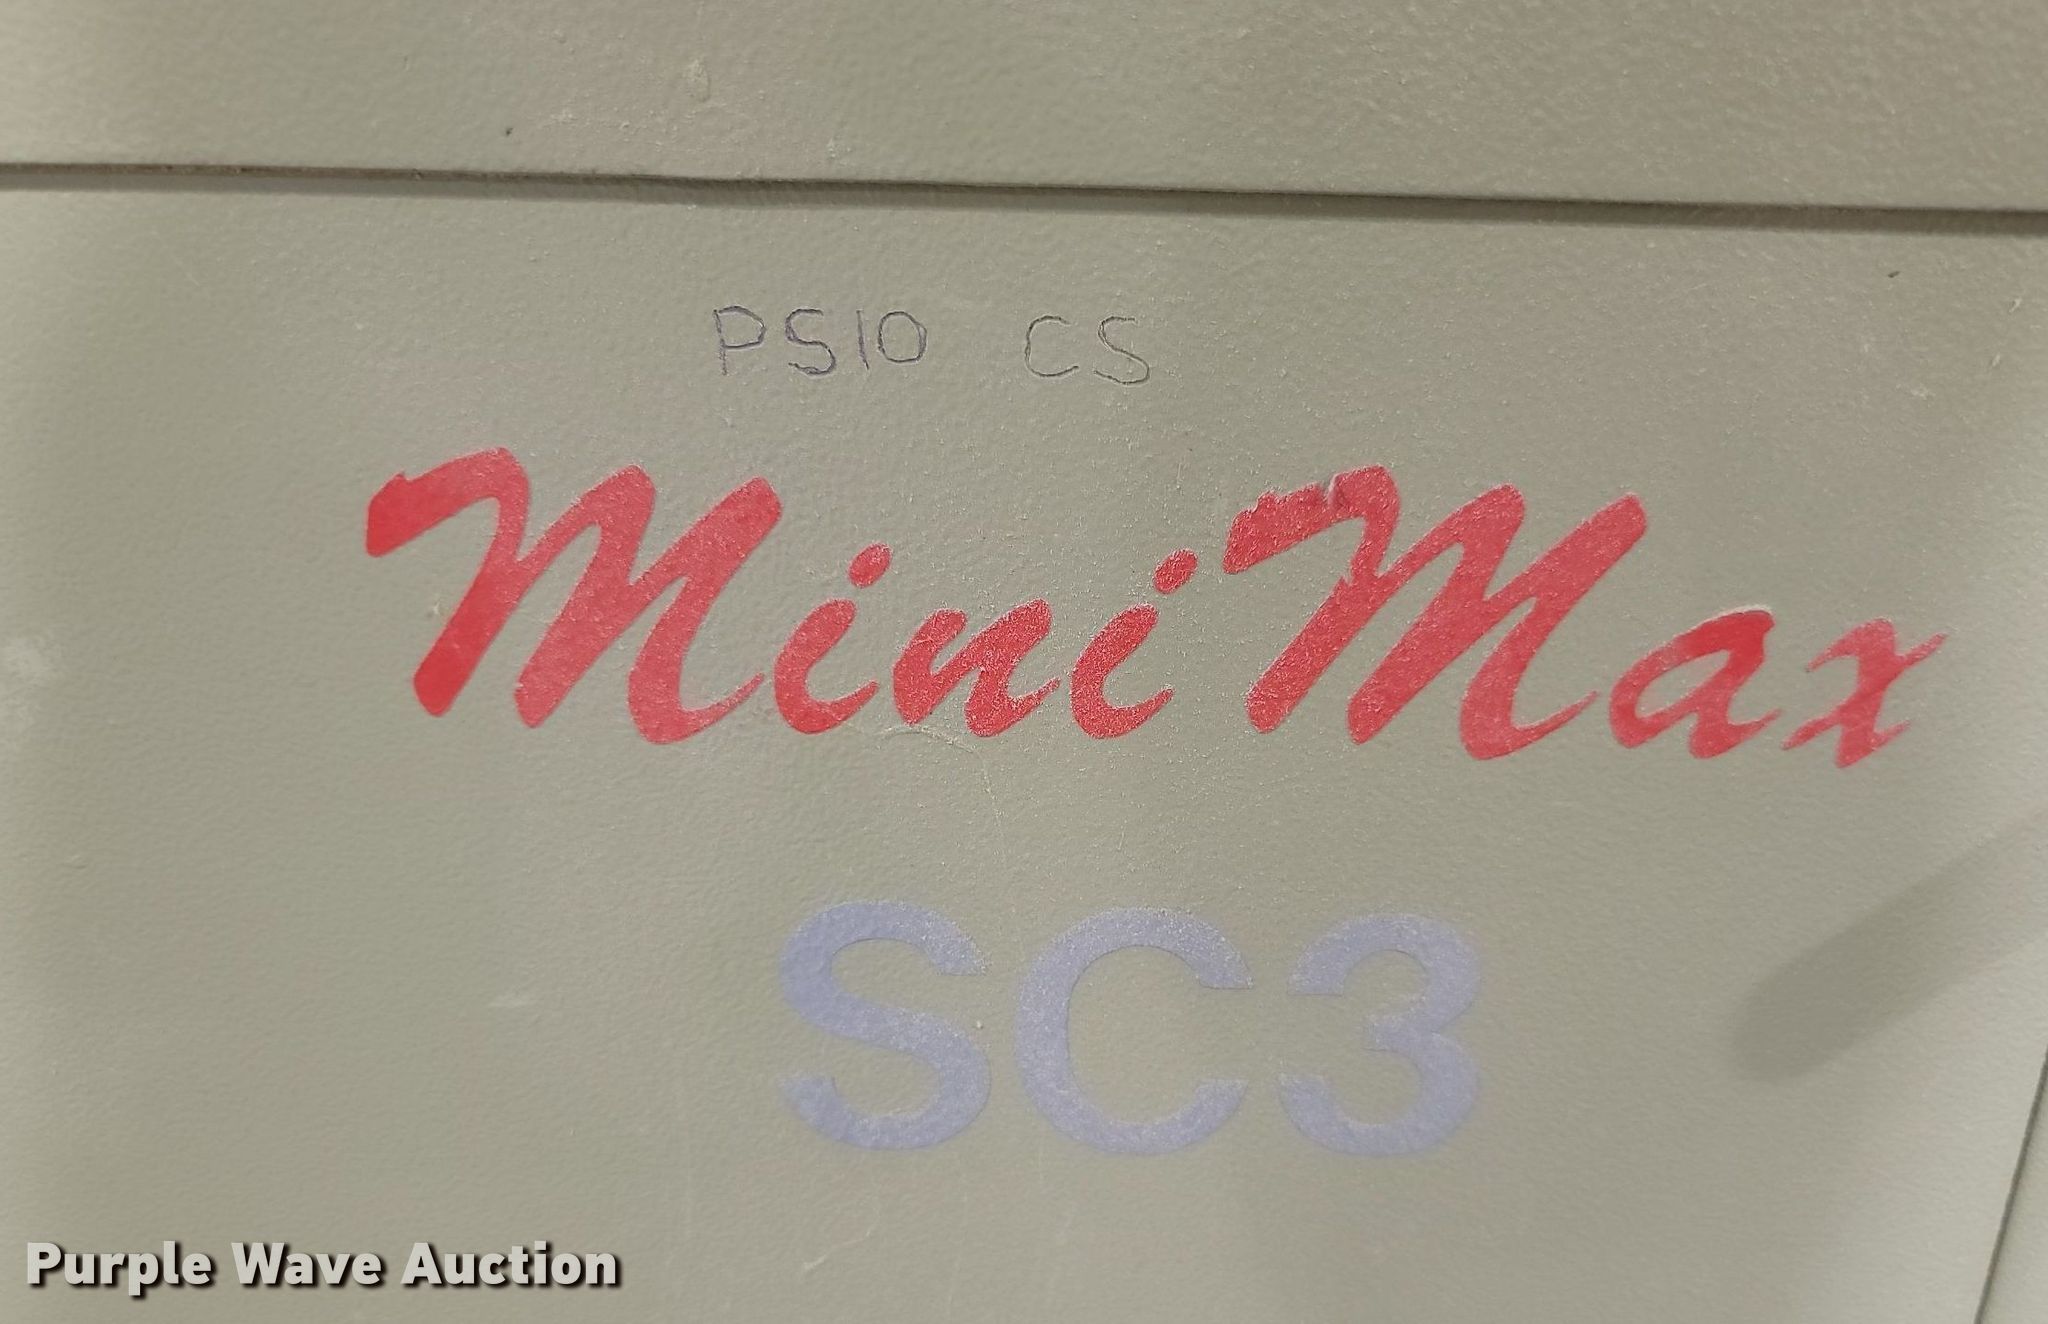 PS10 CS
MiniMax
SC3
Purple Wave Auction